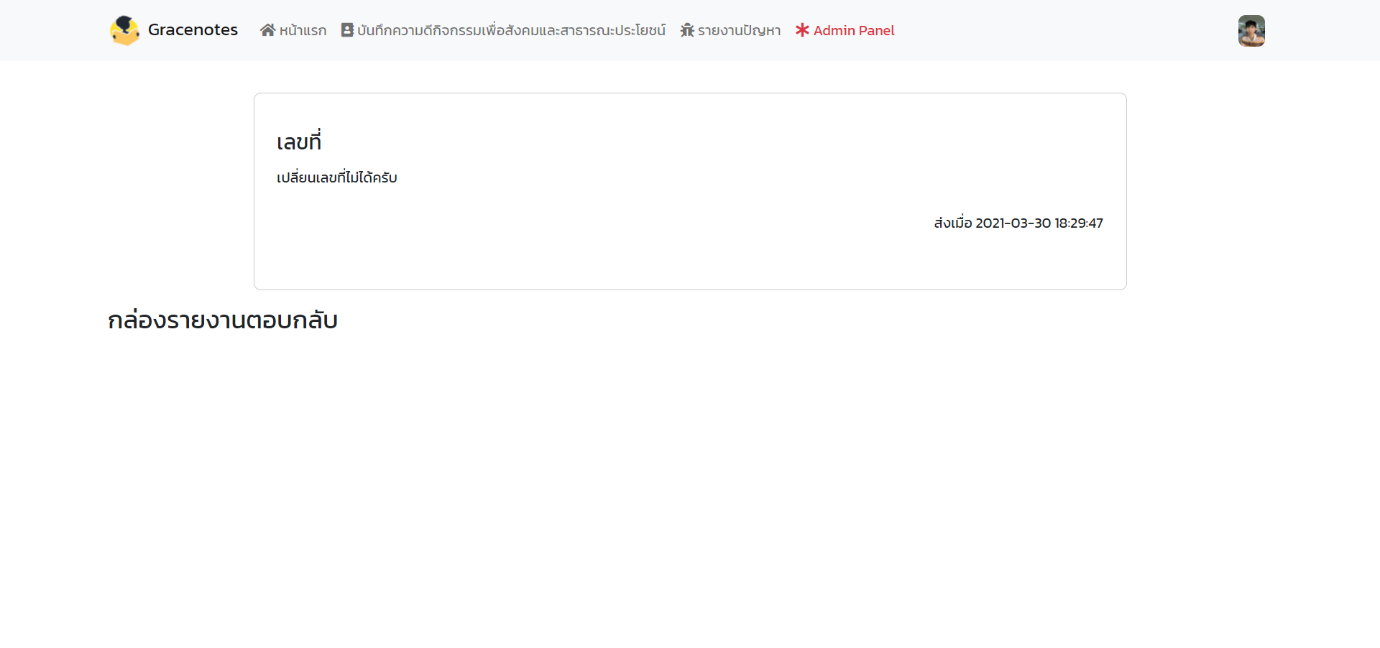 Gracenotes หน้าแรก บันทึกความดีกิจกรรมเพื่อสังคมและสาธารณะประโยชน์ รายงานปัญหา Admin Panel
เลขที่
เปลี่ยนเลขที่ไม่ได้ครับ
ส่งเมื่อ 2021-03-30 18:29:47
กล่องรายงานตอบกลับ